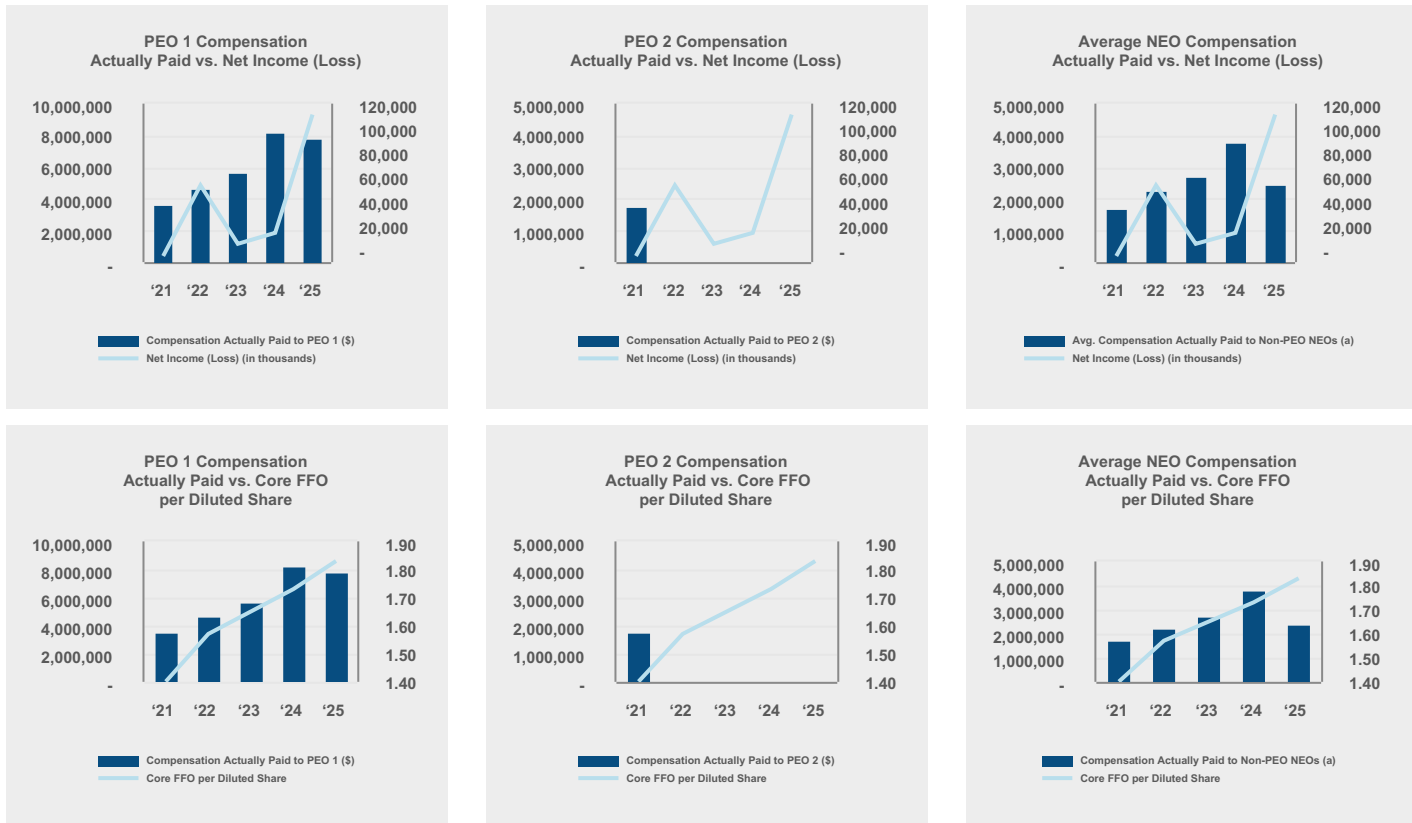 PEO 1 Compensation
Actually Paid vs. Net Income (Loss)
10,000,000
8,000,000
6,000,000
4,000,000
2,000,000
-
120,000
100,000
80,000
60,000
40,000
20,000
-
‘21 ‘22 ‘23 ‘24 ‘25
Compensation Actually Paid to PEO 1 ($)
Net Income (Loss) (in thousands)
PEO 2 Compensation
Actually Paid vs. Net Income (Loss)
5,000,000
4,000,000
3,000,000
2,000,000
1,000,000
-
120,000
100,000
80,000
60,000
40,000
20,000
-
‘21 ‘22 ‘23 ‘24 ‘25
Compensation Actually Paid to PEO 2 ($)
Net Income (Loss) (in thousands)
Average NEO Compensation
Actually Paid vs. Net Income (Loss)
5,000,000
4,000,000
3,000,000
2,000,000
1,000,000
-
120,000
100,000
80,000
60,000
40,000
20,000
-
‘21 ‘22 ‘23 ‘24 ‘25
Avg. Compensation Actually Paid to Non-PEO NEOs (a)
Net Income (Loss) (in thousands)
PEO 1 Compensation
Actually Paid vs. Core FFO
per Diluted Share
10,000,000
8,000,000
6,000,000
4,000,000
2,000,000
-
1.90
1.80
1.70
1.60
1.50
1.40
‘21 ‘22 ‘23 ‘24 ‘25
Compensation Actually Paid to PEO 1 ($)
Core FFO per Diluted Share
PEO 2 Compensation
Actually Paid vs. Core FFO
per Diluted Share
5,000,000
4,000,000
3,000,000
2,000,000
1,000,000
-
1.90
1.80
1.70
1.60
1.50
1.40
‘21 ‘22 ‘23 ‘24 ‘25
Compensation Actually Paid to PEO 2 ($)
Core FFO per Diluted Share
Average NEO Compensation
Actually Paid vs. Core FFO
per Diluted Share
5,000,000
4,000,000
3,000,000
2,000,000
1,000,000
-
1.90
1.80
1.70
1.60
1.50
1.40
‘21 ‘22 ‘23 ‘24 ‘25
Compensation Actually Paid to Non-PEO NEOs (a)
Core FFO per Diluted Share